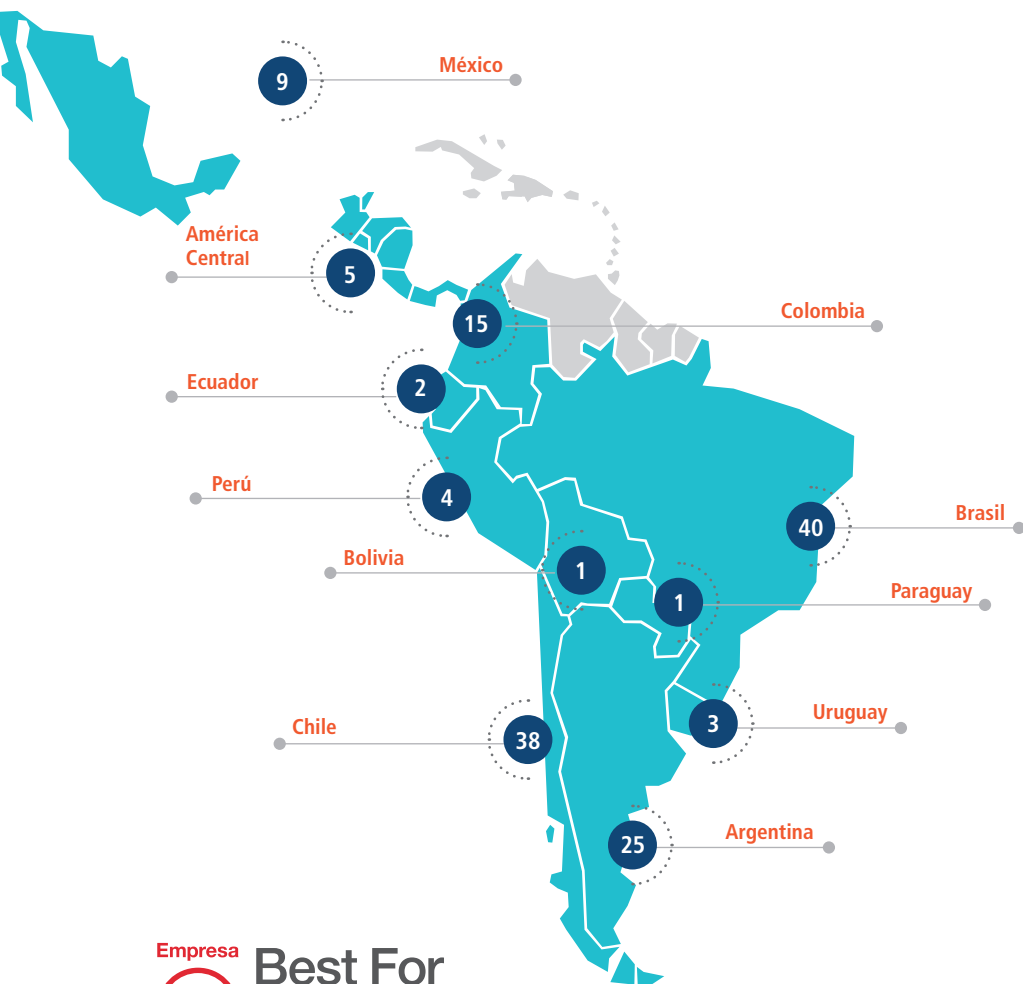 México
9
América
Central
5
15
Colombia
Ecuador
2
Perú
4
40
Brasil
Bolivia
1
1
Paraguay
3
Uruguay
Chile
38
25
Argentina
Empresa
Best For